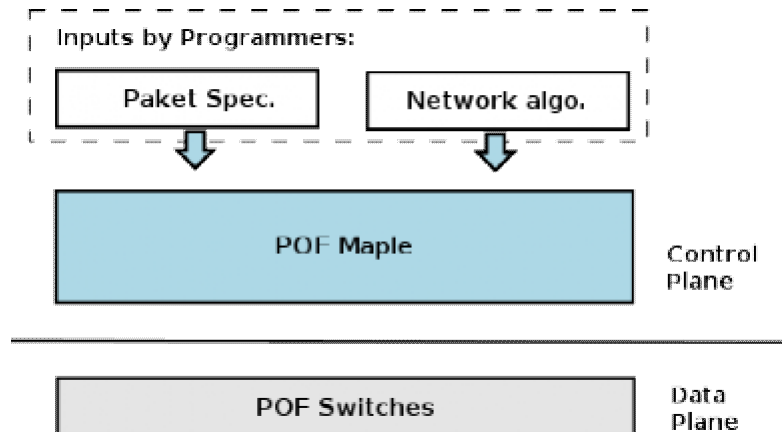 Inputs by Programmers:
Paket Spec.
Network algo.
POF Maple
Control
Plane
POF Switches
Data
Plane